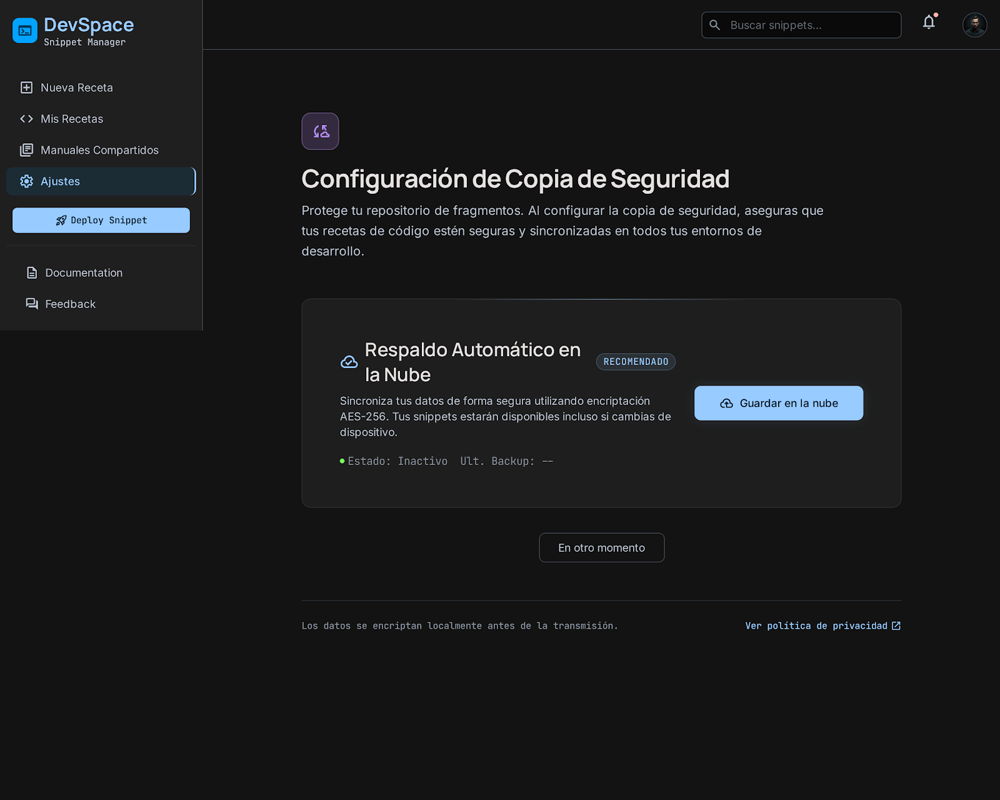 DevSpace
Snippet Manager
Buscar snippets...
Nueva Receta
Mis Recetas
Manuales Compartidos
Ajustes
Deploy Snippet
Documentation
Feedback
Configuración de Copia de Seguridad
Protege tu repositorio de fragmentos. Al configurar la copia de seguridad, aseguras que
tus recetas de código estén seguras y sincronizadas en todos tus entornos de
desarrollo.
Respaldo Automático en
la Nube
RECOMENDADO
Sincroniza tus datos de forma segura utilizando encriptación
AES-256. Tus snippets estarán disponibles incluso si cambias de
dispositivo.
Estado: Inactivo Ult. Backup: --
Guardar en la nube
En otro momento
Los datos se encriptan localmente antes de la transmisión.
Ver política de privacidad